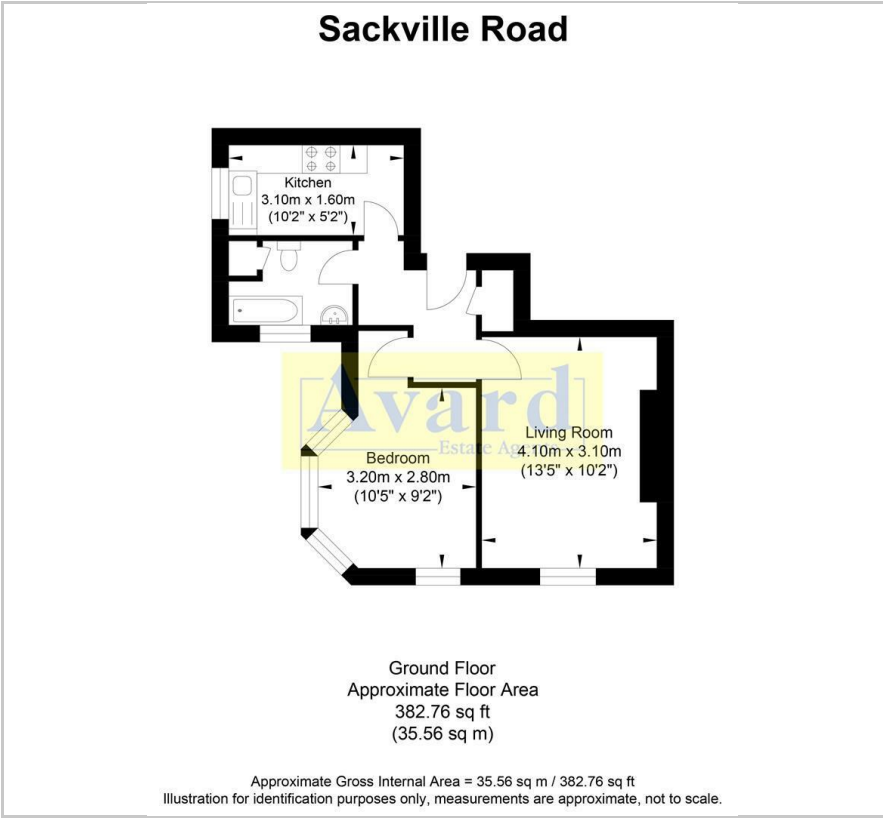 Sackville Road
Kitchen
3.10m x 1.60m
(10'2" x 5'2")
Avard
Estate Agents
Living Room
4.10m x 3.10m
(13'5" x 10'2")
Bedroom
3.20m x 2.80m
(10'5" x 9'2")
Ground Floor
Approximate Floor Area
382.76 sq ft
(35.56 sq m)
Approximate Gross Internal Area = 35.56 sq m / 382.76 sq ft
Illustration for identification purposes only, measurements are approximate, not to scale.